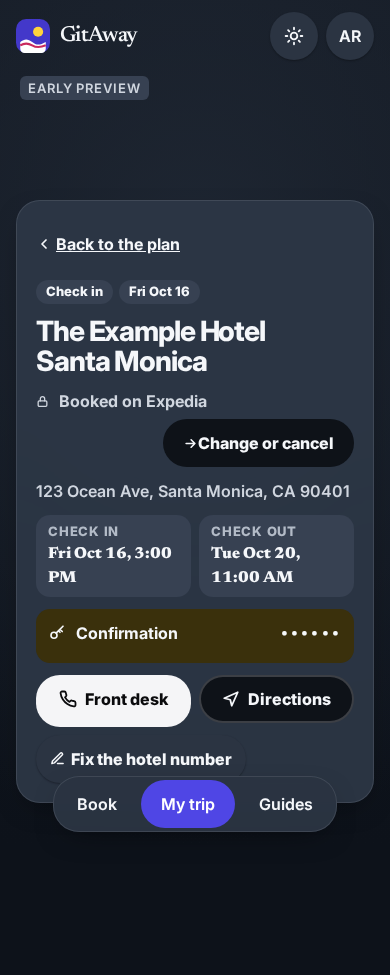 GitAway
AR
EARLY PREVIEW
Back to the plan
Check in
Fri Oct 16
The Example Hotel
Santa Monica
Booked on Expedia
→Change or cancel
123 Ocean Ave, Santa Monica, CA 90401
CHECK IN
Fri Oct 16, 3:00
PM
CHECK OUT
Tue Oct 20,
11:00 AM
Confirmation
••••••
Front desk
Directions
Fix the hotel number
Book
My trip
Guides